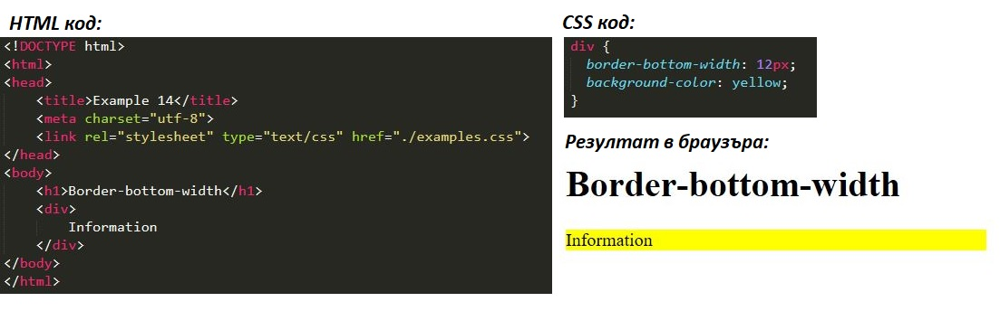 HTML код:
<!DOCTYPE html>
<html>
<head>
    <title>Example 14</title>
    <meta charset="utf-8">
    <link rel="stylesheet" type="text/css" href="./examples.css">
</head>
<body>
    <h1>Border-bottom-width</h1>
    <div>
        Information
    </div>
</body>
</html>
CSS код:
div {
  border-bottom-width: 12px;
  background-color: yellow;
}
Резултат в браузъра:
Border-bottom-width
Information